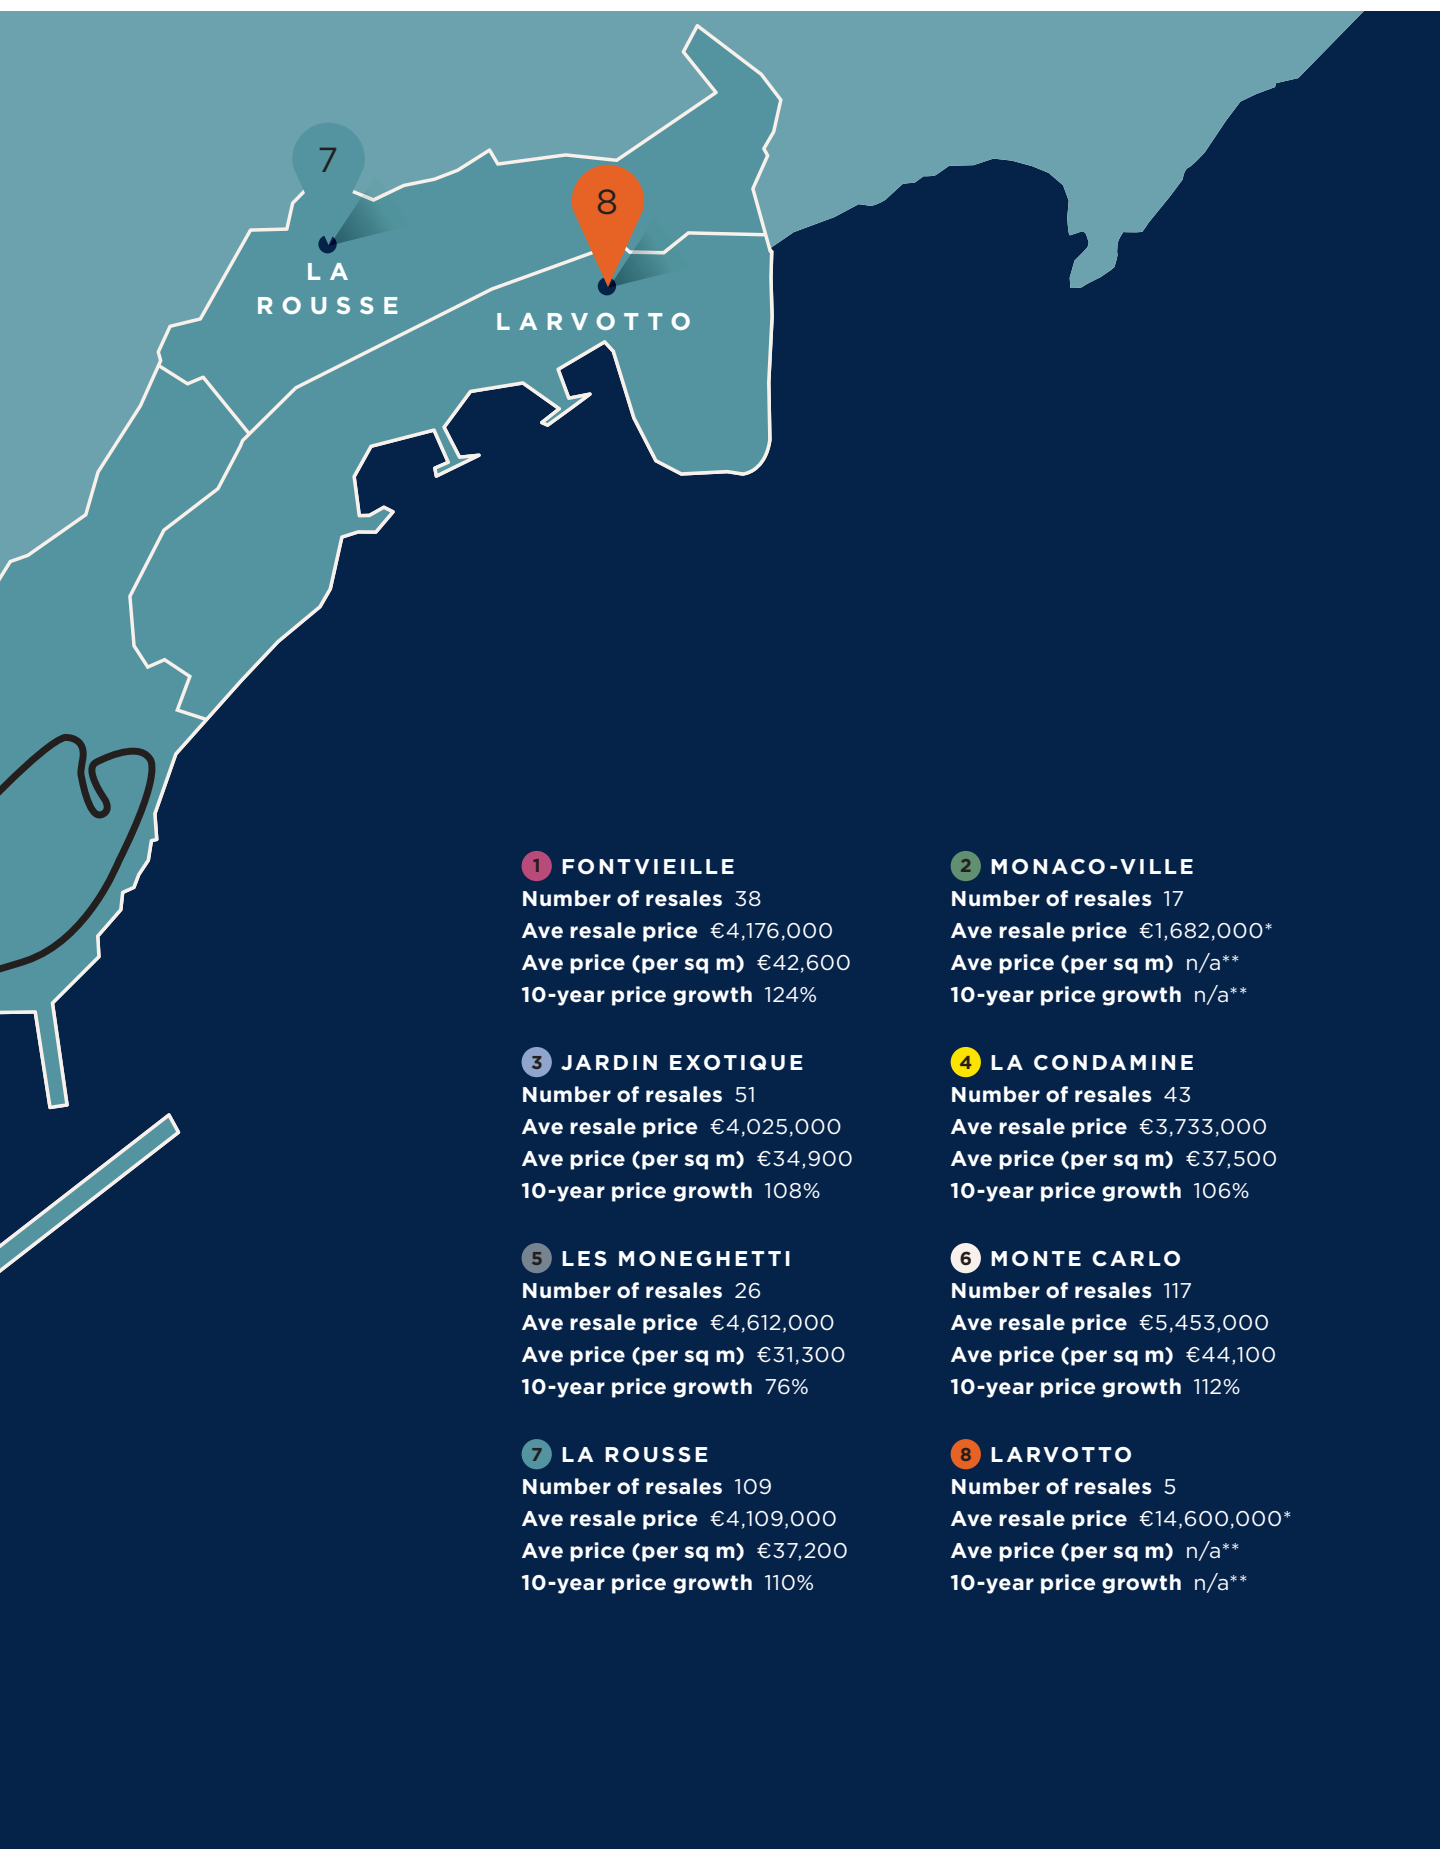 7
8
LA
ROUSSE
LARVOTTO
1 FONTVIEILLE
Number of resales 38
Ave resale price €4,176,000
Ave price (per sq m) €42,600
10-year price growth 124%
2 MONACO-VILLE
Number of resales 17
Ave resale price €1,682,000*
Ave price (per sq m) n/a**
10-year price growth n/a**
3 JARDIN EXOTIQUE
Number of resales 51
Ave resale price €4,025,000
Ave price (per sq m) €34,900
10-year price growth 108%
4 LA CONDAMINE
Number of resales 43
Ave resale price €3,733,000
Ave price (per sq m) €37,500
10-year price growth 106%
5 LES MONEGHETTI
Number of resales 26
Ave resale price €4,612,000
Ave price (per sq m) €31,300
10-year price growth 76%
6 MONTE CARLO
Number of resales 117
Ave resale price €5,453,000
Ave price (per sq m) €44,100
10-year price growth 112%
7 LA ROUSSE
Number of resales 109
Ave resale price €4,109,000
Ave price (per sq m) €37,200
10-year price growth 110%
8 LARVOTTO
Number of resales 5
Ave resale price €14,600,000*
Ave price (per sq m) n/a**
10-year price growth n/a**